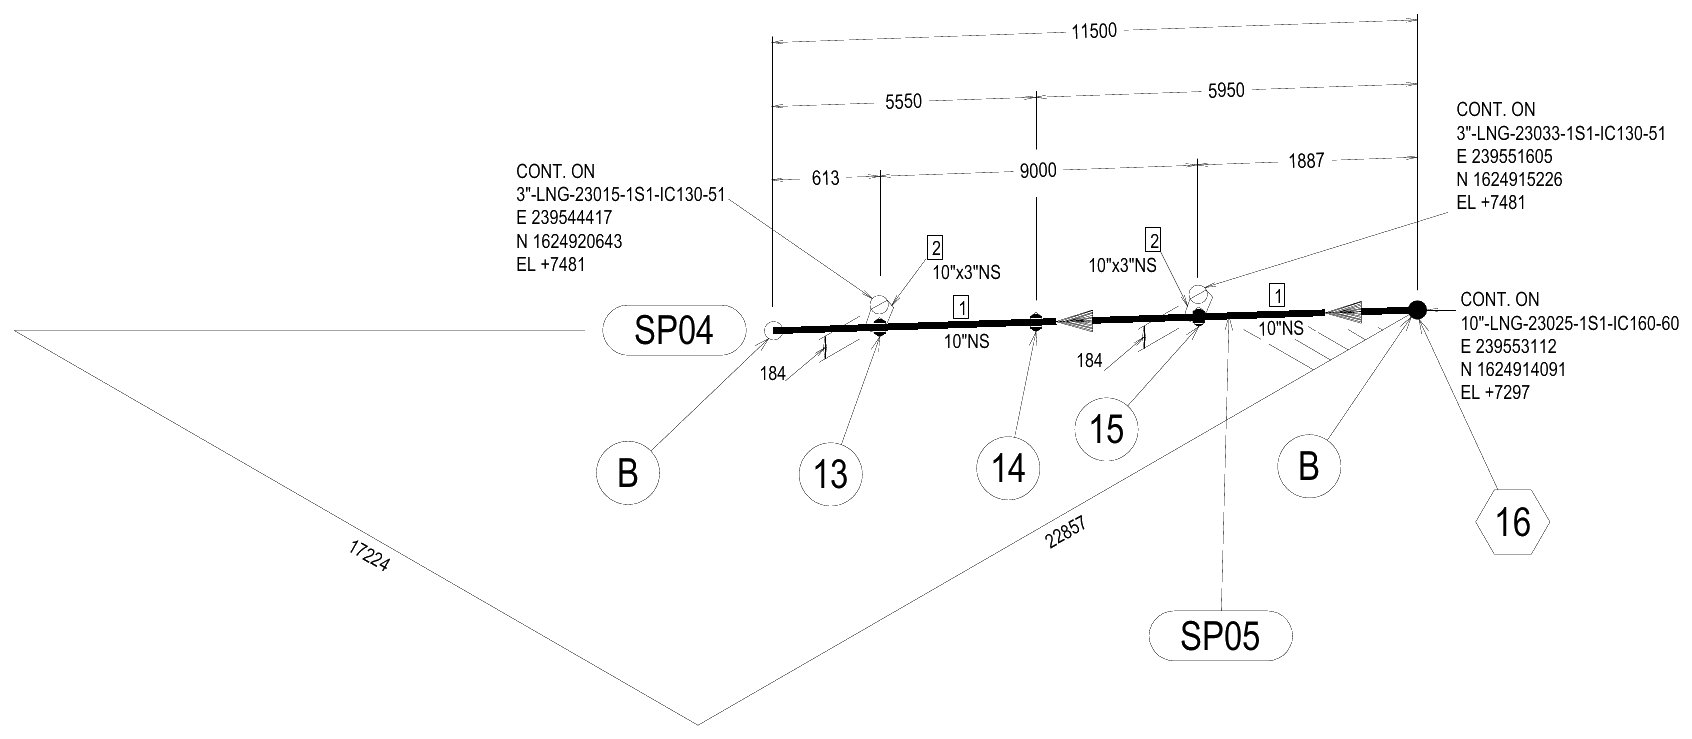 11500
5550
5950
613
9000
1887
CONT. ON
3"-LNG-23015-1S1-IC130-51
E 239544417
N 1624920643
EL +7481
CONT. ON
3"-LNG-23033-1S1-IC130-51
E 239551605
N 1624915226
EL +7481
2
10"x3"NS
2
10"x3"NS
1
10"NS
1
10"NS
CONT. ON
10"-LNG-23025-1S1-IC160-60
E 239553112
N 1624914091
EL +7297
SP04
184
184
B
13
14
15
B
16
17224
22857
SP05